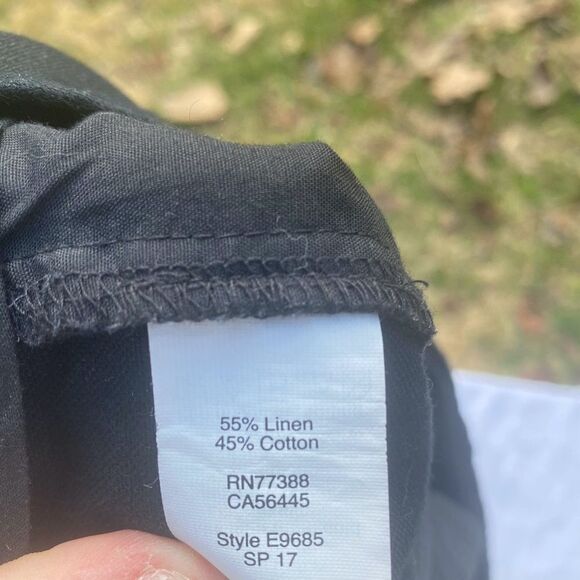 55% Linen
45% Cotton
RN77388
CA56445
Style E9685
SP 17